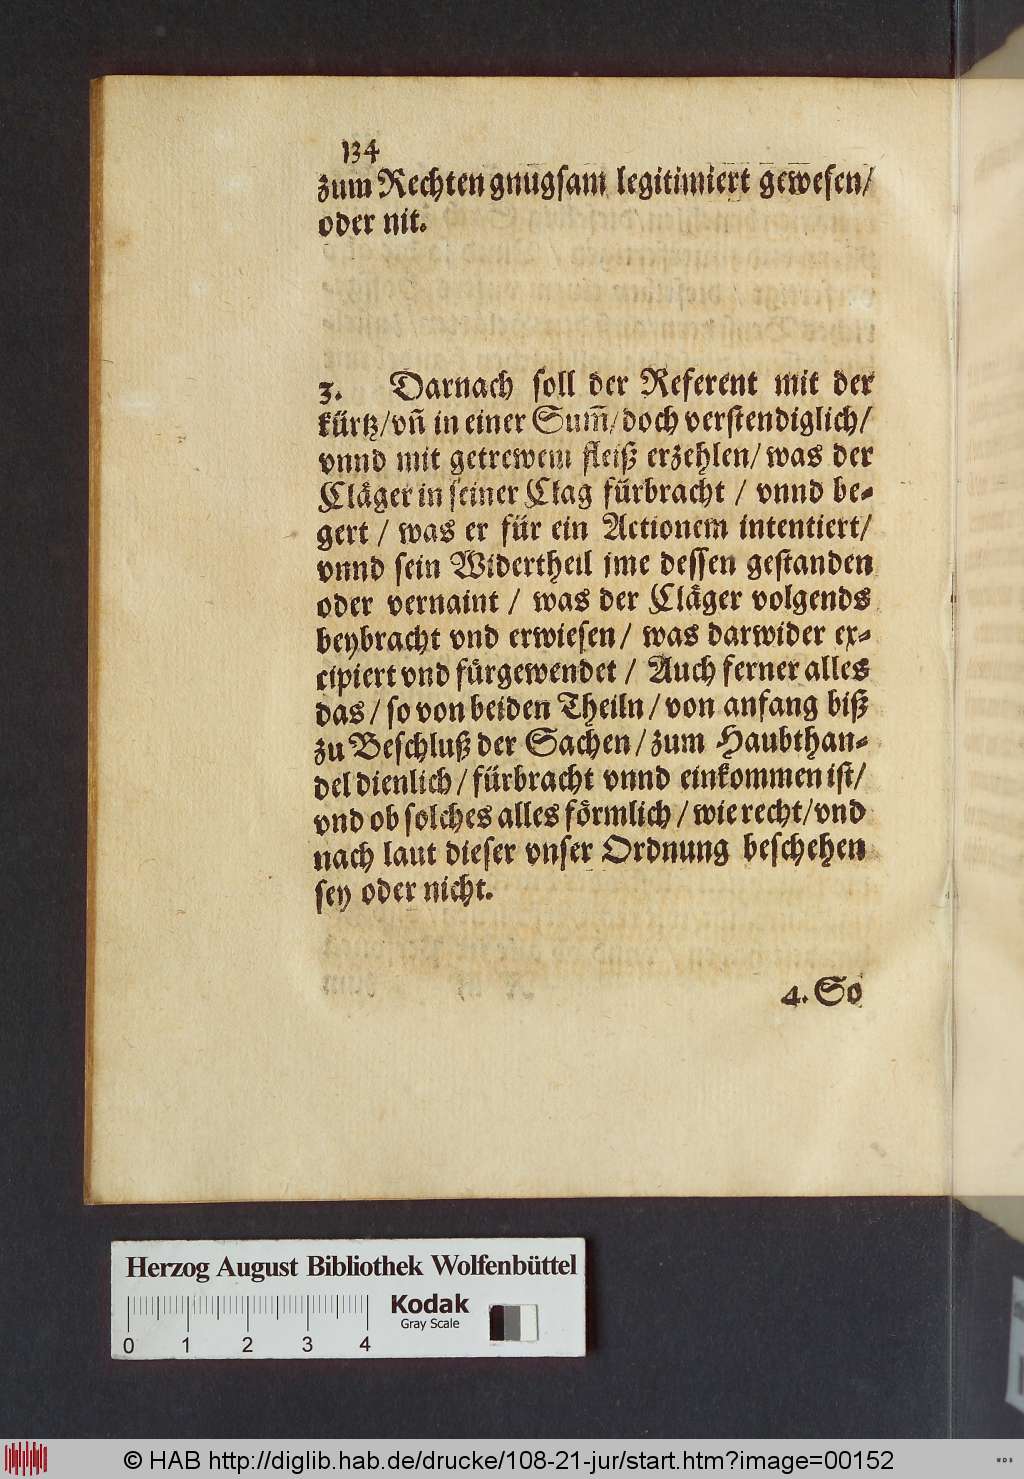 134
zum Rechten gnugsam legitimiert gewesen/
oder nit.
3. Darnach soll der Referent mit der
kürtz/vñ in einer Sum̃/doch verstendiglich/
vnnd mit getrewem fleiß erzehlen/was der
Cläger in seiner Clag fürbracht / vnnd be-
gert / was er für ein Actionem intentiert/
vnnd sein Widertheil jme dessen gestanden
oder vernaint / was der Cläger volgends
beybracht vnd erwiesen/ was darwider ex-
cipiert vnd fürgewendet / Auch ferner alles
das / so von beiden Theiln/von anfang biß
zu Beschluß der Sachen/zum Haubthan-
del dienlich/fürbracht vnnd einkommen ist/
vnd ob solches alles förmlich/wie recht/vnd
nach laut dieser vnser Ordnung beschehen
sey oder nicht.
4. So
Herzog August Bibliothek Wolfenbüttel
Kodak
Gray Scale
0 1 2 3 4
© HAB http://diglib.hab.de/drucke/108-21-jur/start.htm?image=00152